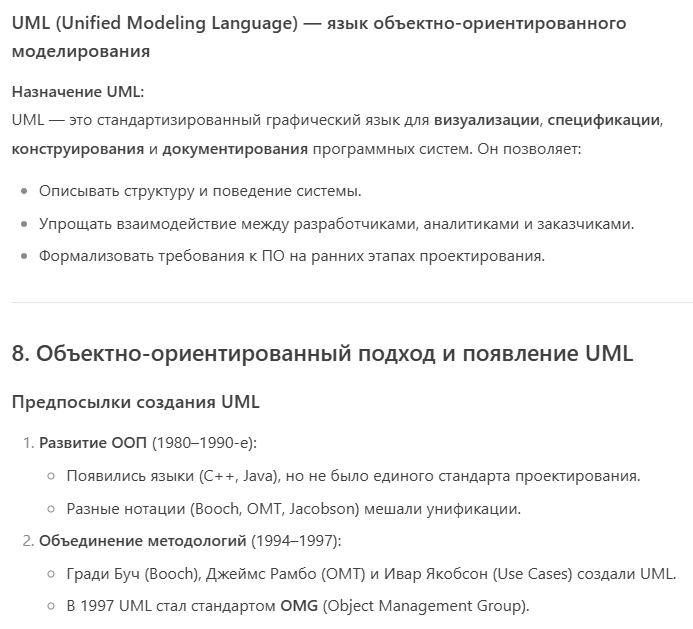 UML (Unified Modeling Language) — язык объектно-ориентированного
моделирования
Назначение UML:
UML — это стандартизированный графический язык для визуализации, спецификации,
конструирования и документирования программных систем. Он позволяет:
Описывать структуру и поведение системы.
Упрощать взаимодействие между разработчиками, аналитиками и заказчиками.
Формализовать требования к ПО на ранних этапах проектирования.
8. Объектно-ориентированный подход и появление UML
Предпосылки создания UML
1. Развитие ООП (1980–1990-е):
Появились языки (C++, Java), но не было единого стандарта проектирования.
Разные нотации (Booch, OMT, Jacobson) мешали унификации.
2. Объединение методологий (1994–1997):
Гради Буч (Booch), Джеймс Рамбо (OMT) и Ивар Якобсон (Use Cases) создали UML.
В 1997 UML стал стандартом OMG (Object Management Group).